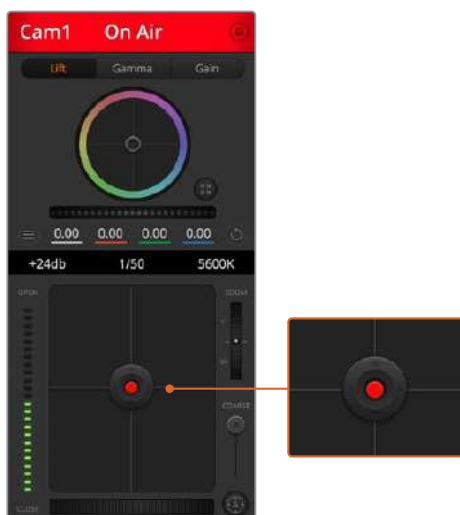 Cam1 On Air
Lift Gamma Gain
0.00 0.00 0.00 0.00
+24db 1/50 5600K
OPEN ZOOM
COARSE
CLOSE